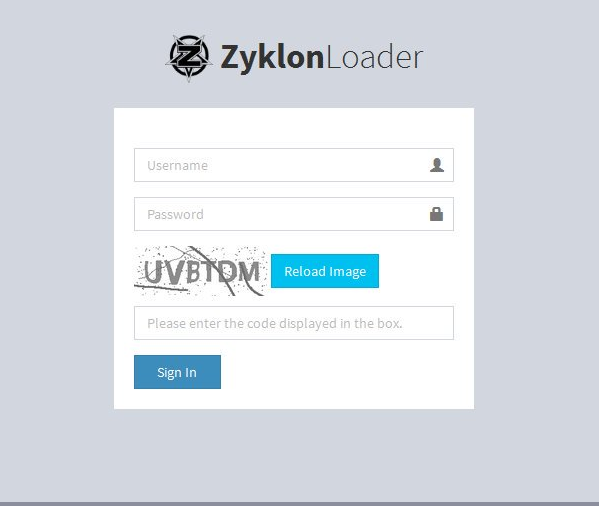 ZyklonLoader
Username
Password
UVBTDM
Reload Image
Please enter the code displayed in the box.
Sign In